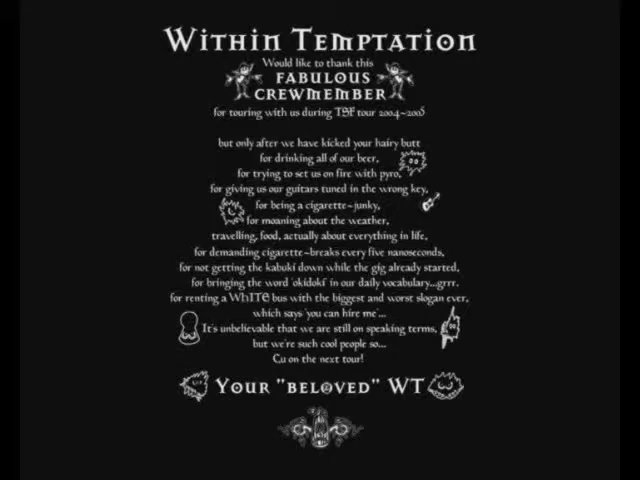 Within Temptation
Would like to thank this
FABULOUS
CREWMEMBER
for touring with us during TSF tour 2004~2005
but only after we have kicked your hairy butt
for drinking all of our beer,
for trying to set us on fire with pyro,
for giving us our guitars tuned in the wrong key,
for being a cigarette~junky,
for moaning about the weather,
travelling, food, actually about everything in life,
for demanding cigarette~breaks every five nanoseconds,
for not getting the kabuki down while the gig already started,
for bringing the word 'okidoki' in our daily vocabulary...grrr,
for renting a WhITE bus with the biggest and worst slogan ever,
which says 'you can hire me'...
It's unbelievable that we are still on speaking terms,
but we're such cool people so...
Cu on the next tour!
Your "beloved" WT